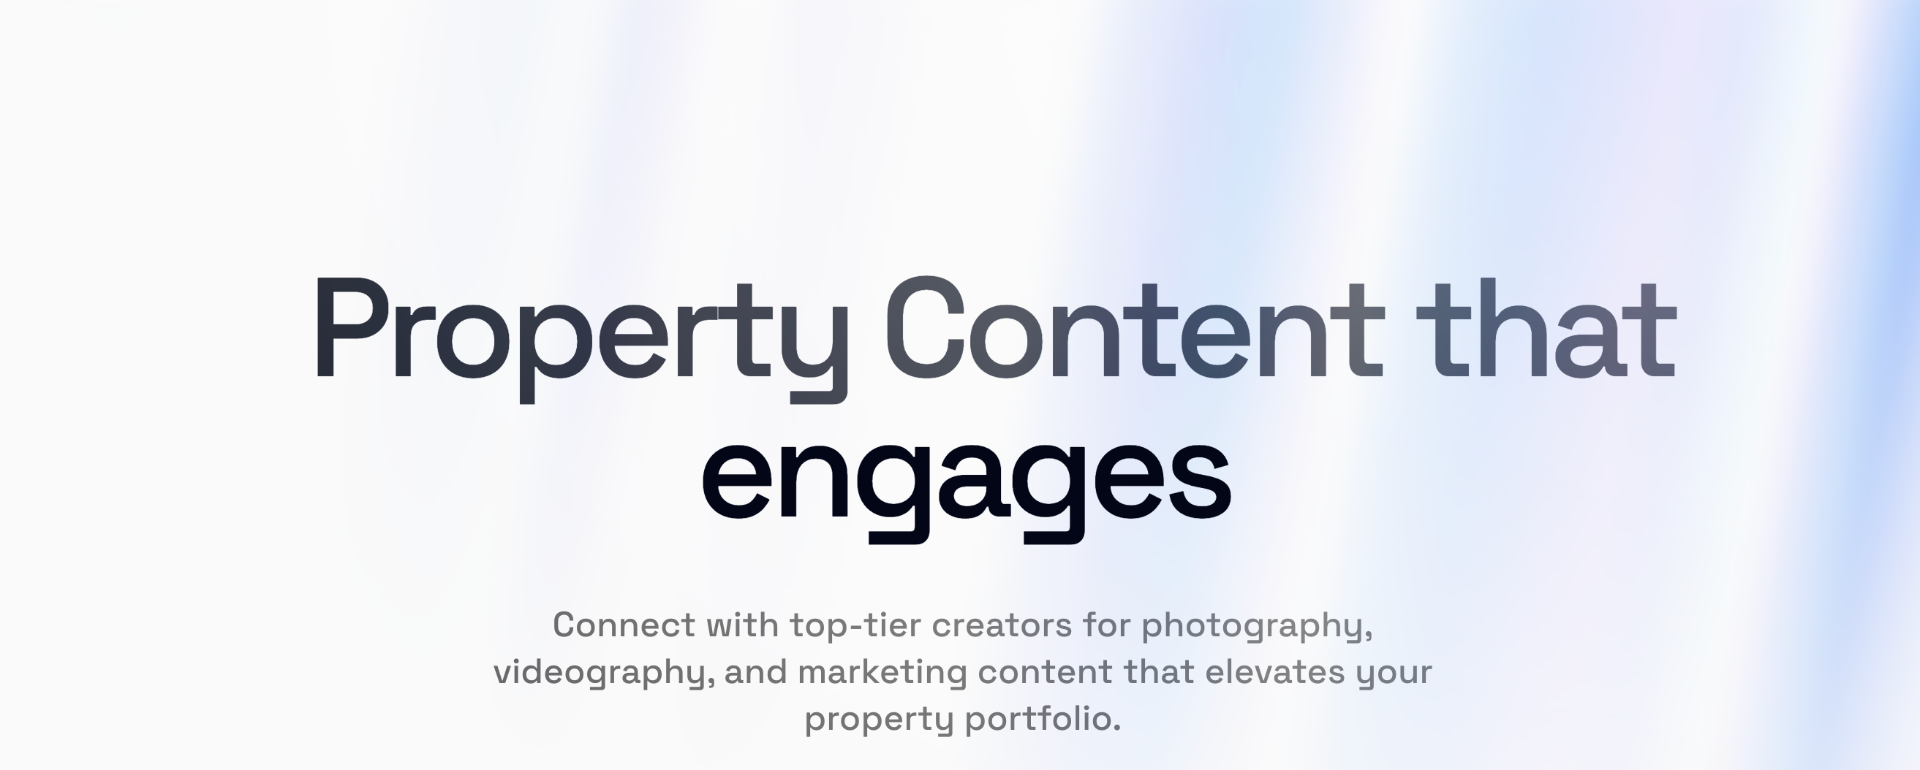 Property Content that
engages
Connect with top-tier creators for photography,
videography, and marketing content that elevates your
property portfolio.